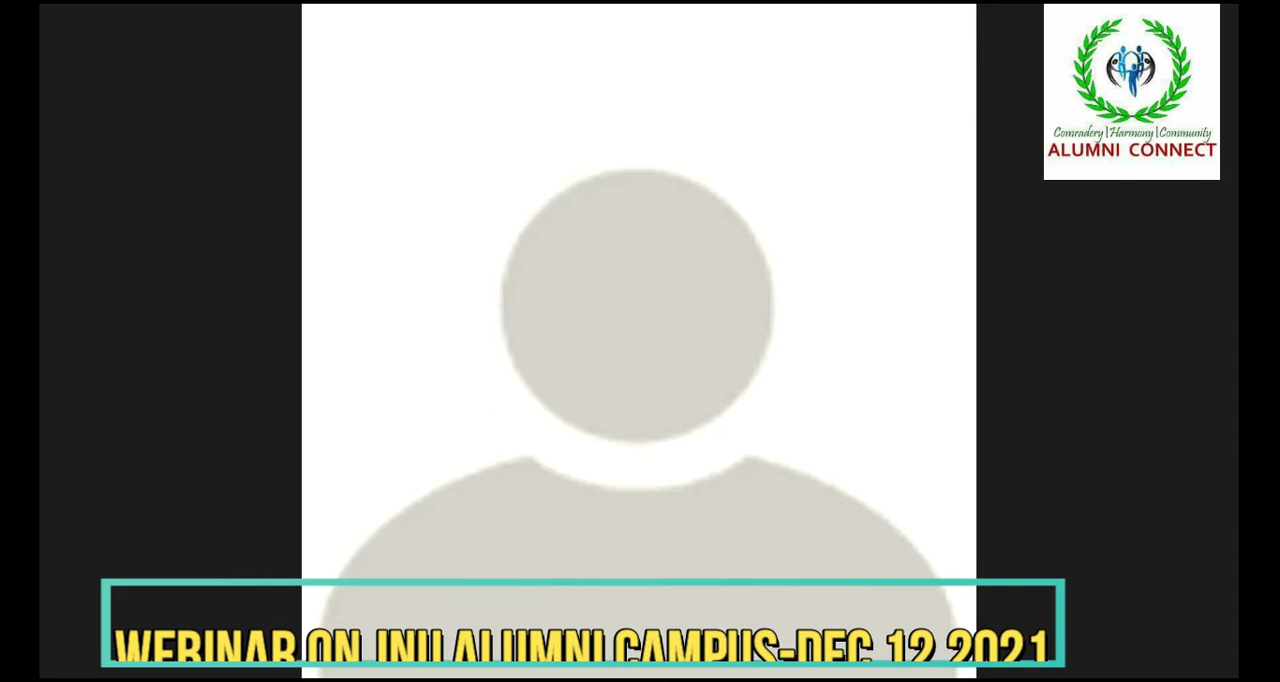 Comradery | Harmony | Community
ALUMNI CONNECT
WEBINAR ON JNU ALUMNI CAMPUS-DEC 12 2021